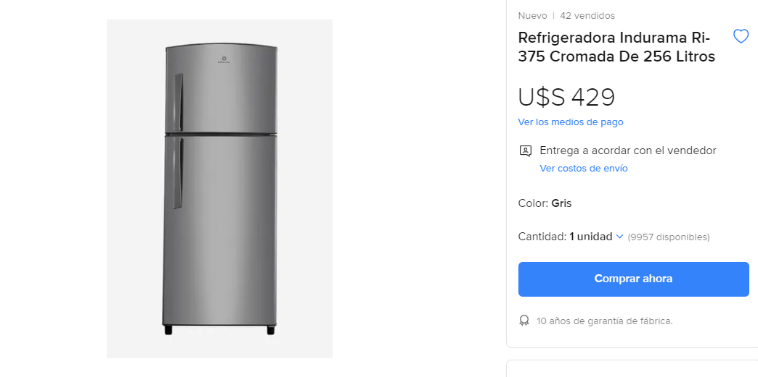 Nuevo | 42 vendidos
Refrigeradora Indurama Ri-
375 Cromada De 256 Litros
U$S 429
Ver los medios de pago
Entrega a acordar con el vendedor
Ver costos de envío
Color: Gris
Cantidad: 1 unidad (9957 disponibles)
Comprar ahora
10 años de garantía de fábrica.